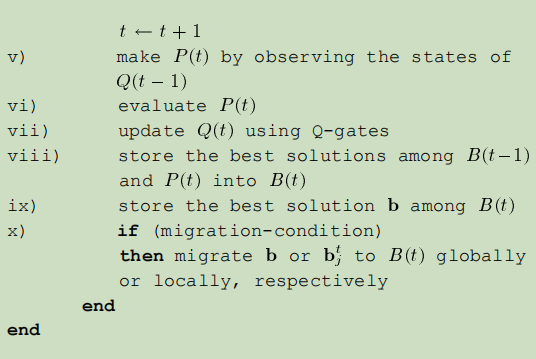 t ← t + 1
v) make P(t) by observing the states of
Q(t − 1)
vi) evaluate P(t)
vii) update Q(t) using Q-gates
viii) store the best solutions among B(t−1)
and P(t) into B(t)
ix) store the best solution b among B(t)
x) if (migration-condition)
then migrate b or b_j^t to B(t) globally
or locally, respectively
end
end